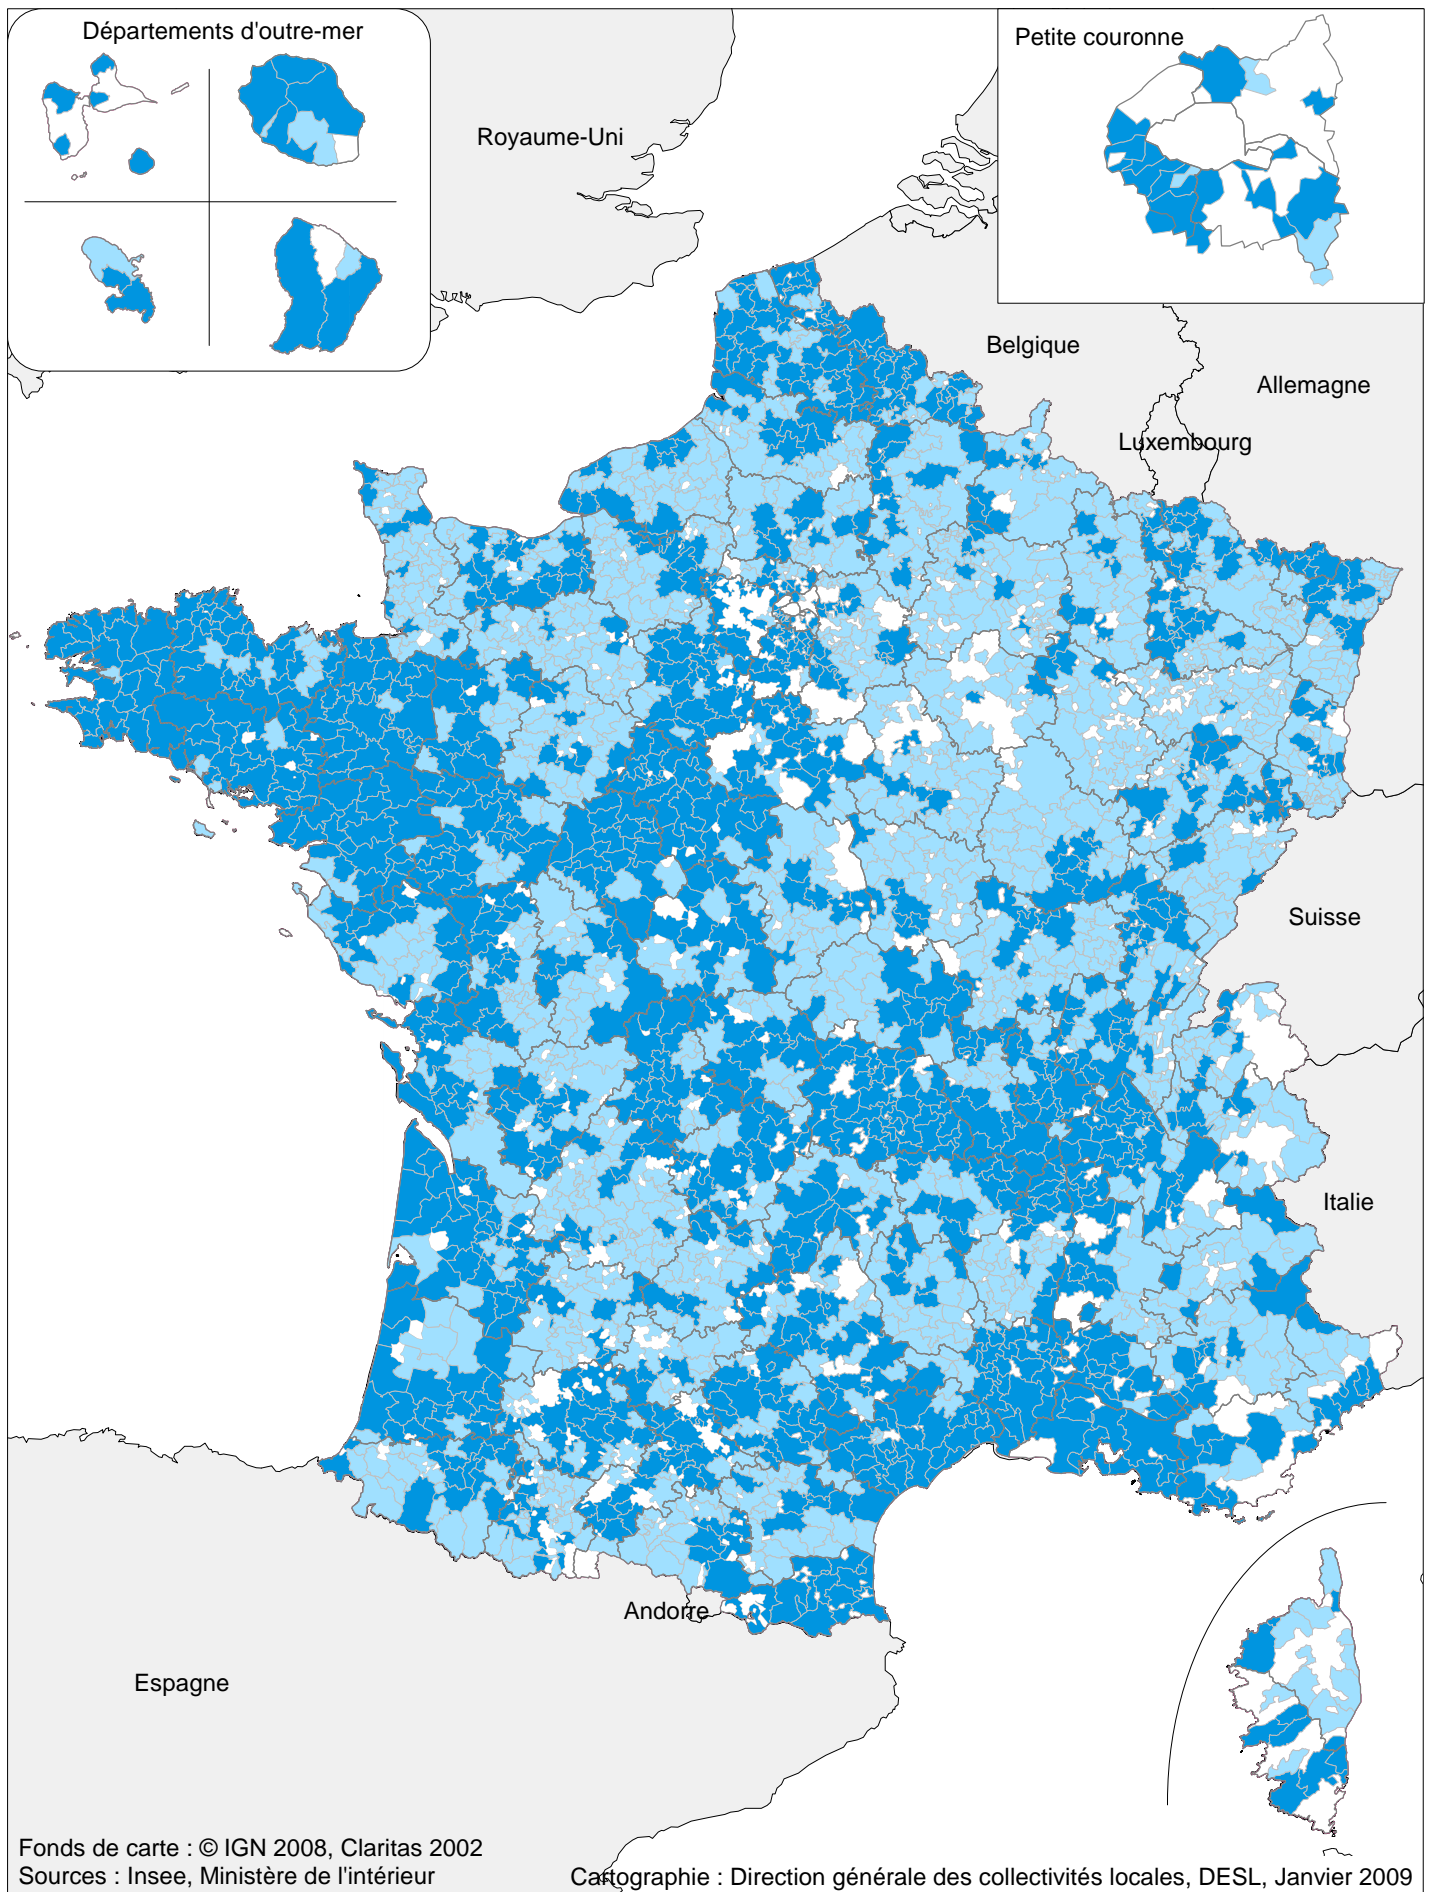 Départements d'outre-mer
Petite couronne
Royaume-Uni
Belgique
Allemagne
Luxembourg
Suisse
Italie
Andorre
Espagne
Fonds de carte : © IGN 2008, Claritas 2002
Sources : Insee, Ministère de l'intérieur
Cartographie : Direction générale des collectivités locales, DESL, Janvier 2009